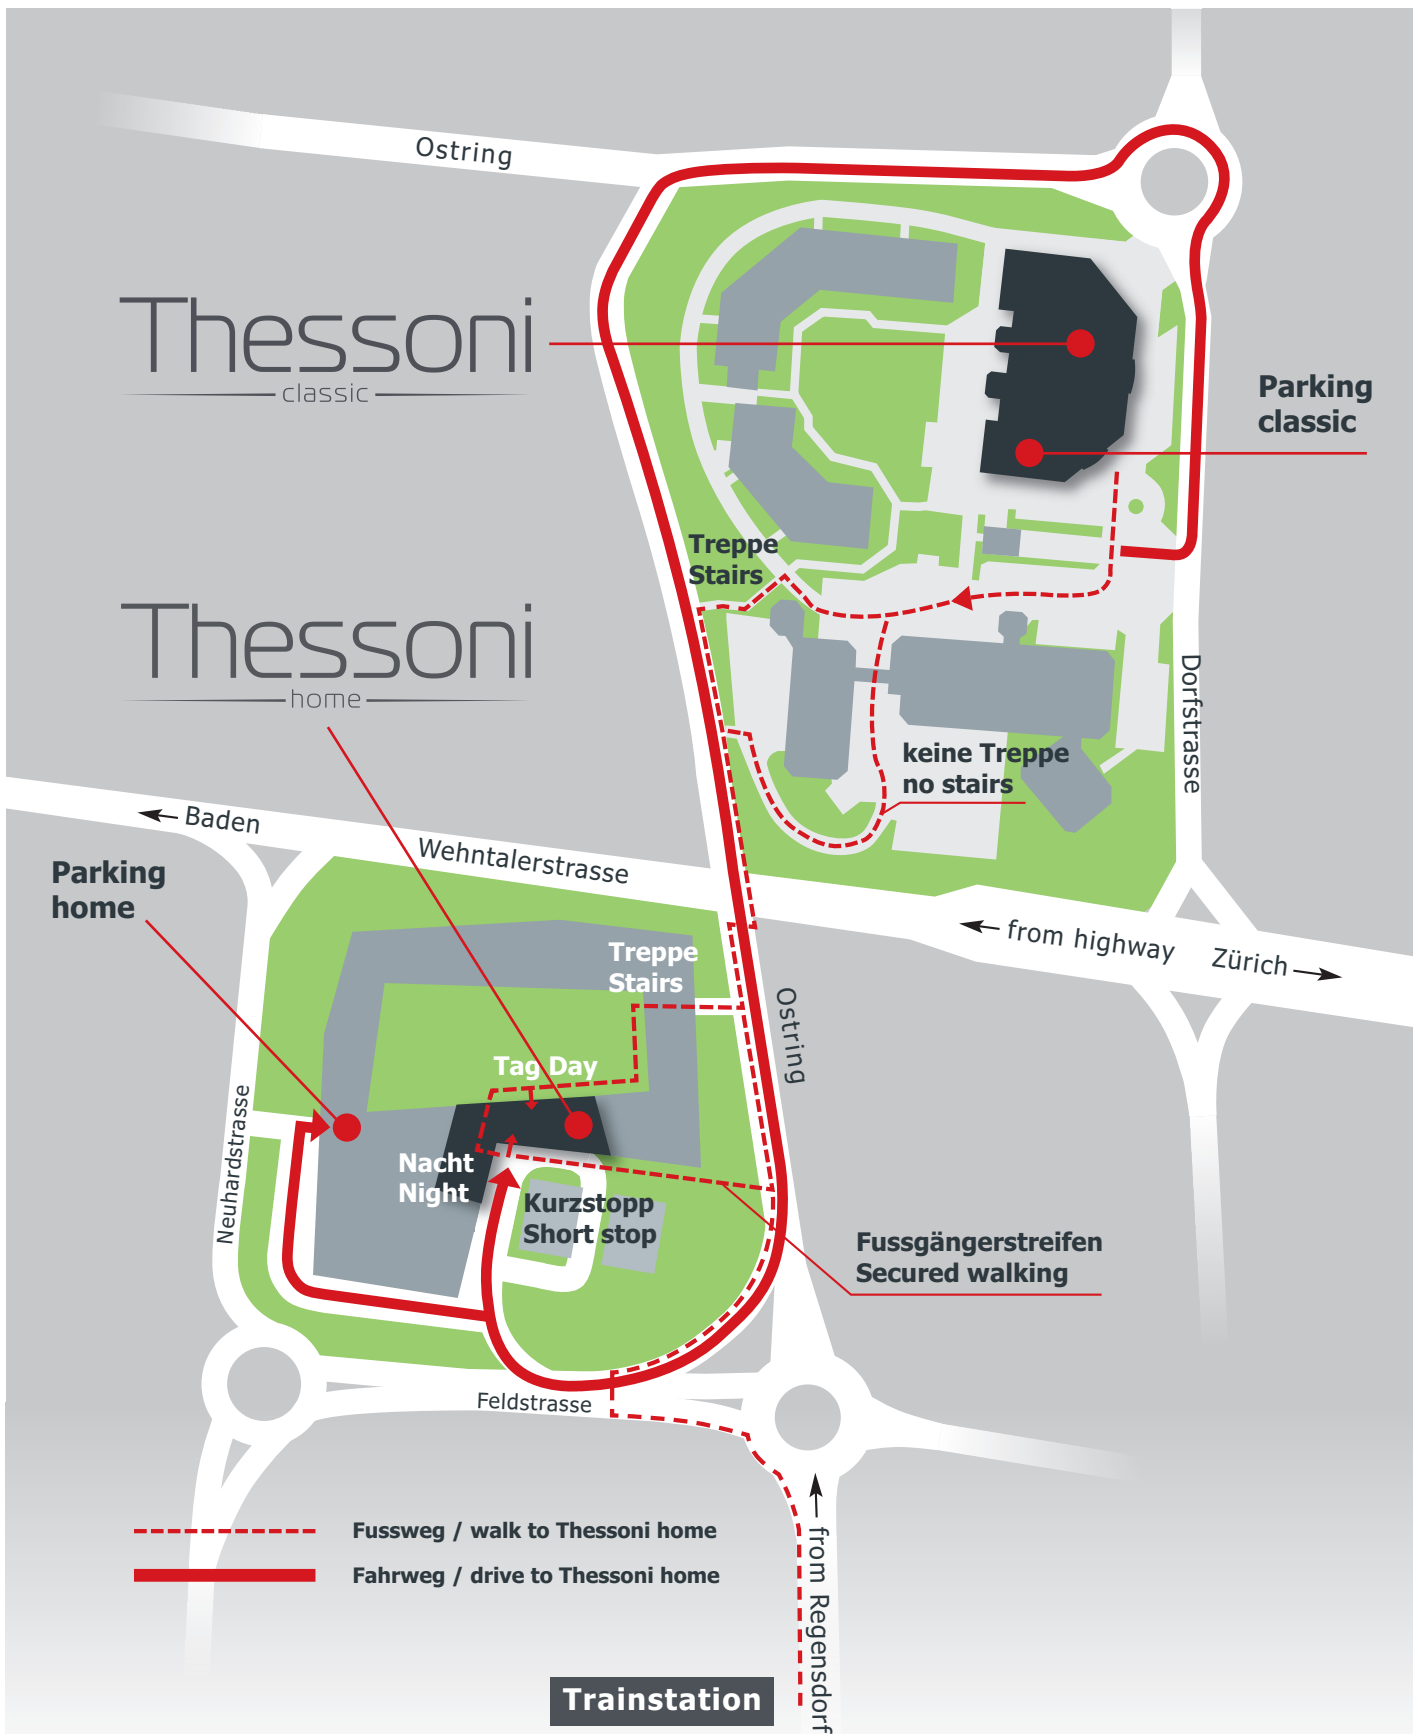 Ostring
Thessoni
classic
Parking
classic
Treppe
Stairs
Thessoni
home
Dorfstrasse
keine Treppe
no stairs
Baden
Wehntalerstrasse
Parking
home
from highway
Zürich
Treppe
Stairs
Ostring
Tag Day
Neuhardstrasse
Nacht
Night
Kurzstopp
Short stop
Fussgängerstreifen
Secured walking
Feldstrasse
Fussweg / walk to Thessoni home
Fahrweg / drive to Thessoni home
from Regensdorf
Trainstation